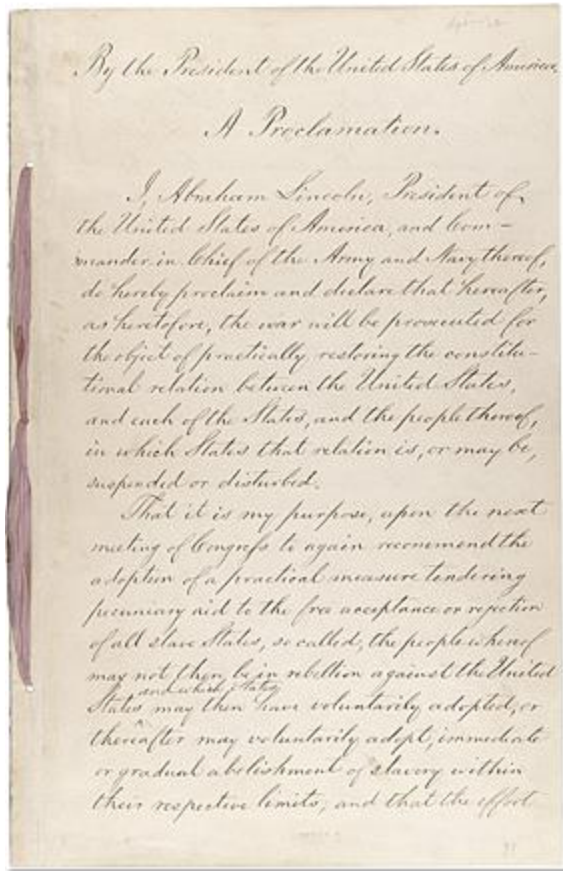 By the President of the United States of America.
A Proclamation.
I, Abraham Lincoln, President of
the United States of America, and Com-
mander-in-Chief of the Army and Navy thereof,
do hereby proclaim and declare that hereafter,
as heretofore, the war will be prosecuted for
the object of practically restoring the constitu-
tional relation between the United States,
and each of the States, and the people thereof,
in which States that relation is, or may be,
suspended or disturbed.
That it is my purpose, upon the next
meeting of Congress to again recommend the
adoption of a practical measure tendering
pecuniary aid to the free acceptance or rejection
of all slave States, so called, the people whereof
may not then be in rebellion against the United
and which States
States may then have voluntarily adopted, or
thereafter may voluntarily adopt, immediate
or gradual abolishment of slavery within
their respective limits; and that the effort